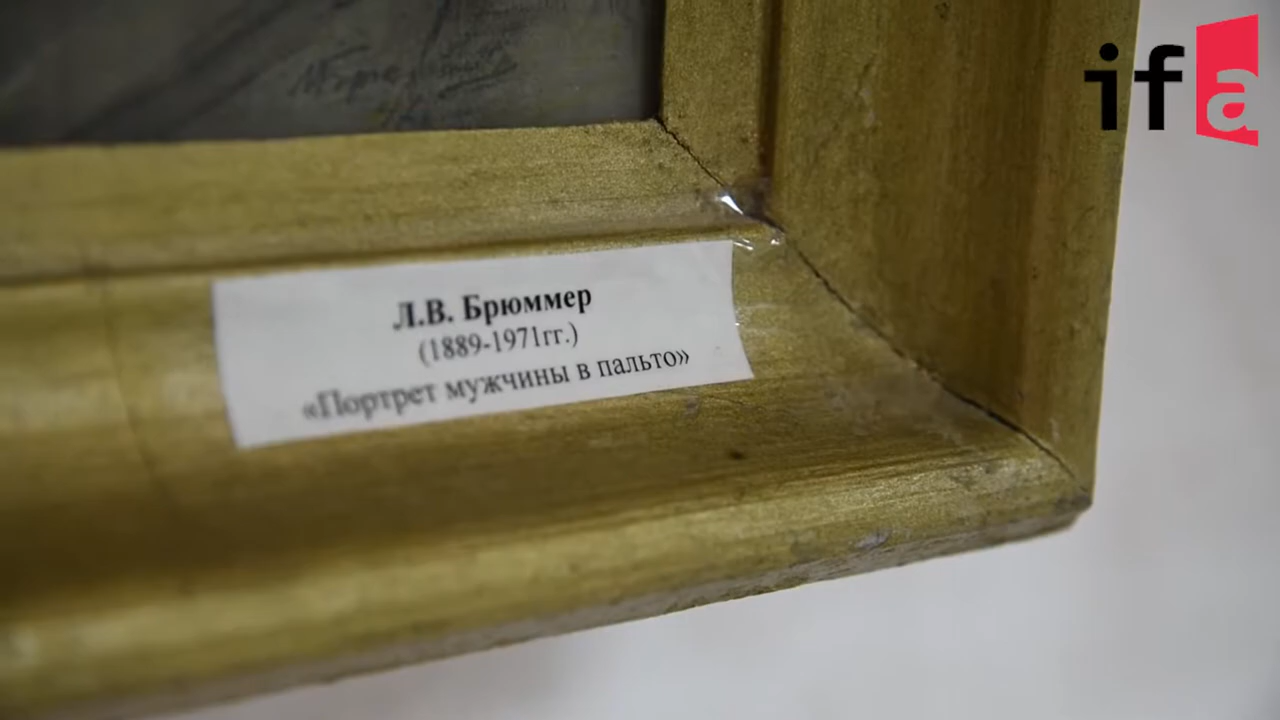 ifa
Л.В. Брюммер
(1889-1971гг.)
«Портрет мужчины в пальто»